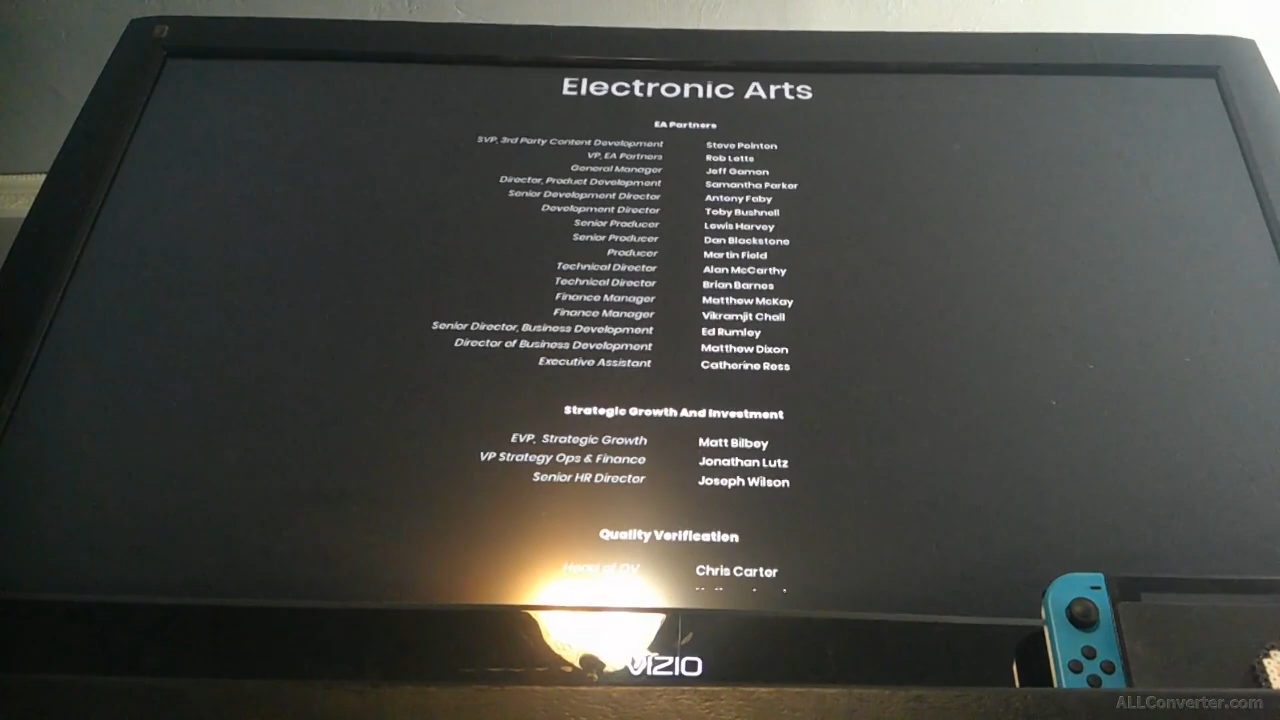 Electronic Arts
EA Partners
SVP, 3rd Party Content Development Steve Pointon
VP, EA Partners Rob Letts
General Manager Jeff Gamon
Director, Product Development Samantha Parker
Senior Development Director Antony Faby
Development Director Toby Bushnell
Senior Producer Lewis Harvey
Senior Producer Dan Blackstone
Producer Martin Field
Technical Director Alan McCarthy
Technical Director Brian Barnes
Finance Manager Matthew McKay
Finance Manager Vikramjit Chall
Senior Director, Business Development Ed Rumley
Director of Business Development Matthew Dixon
Executive Assistant Catherine Ross
Strategic Growth And Investment
EVP, Strategic Growth Matt Bilbey
VP Strategy Ops & Finance Jonathan Lutz
Senior HR Director Joseph Wilson
Quality Verification
Head of QV Chris Carter
VIZIO
ALLConverter.com